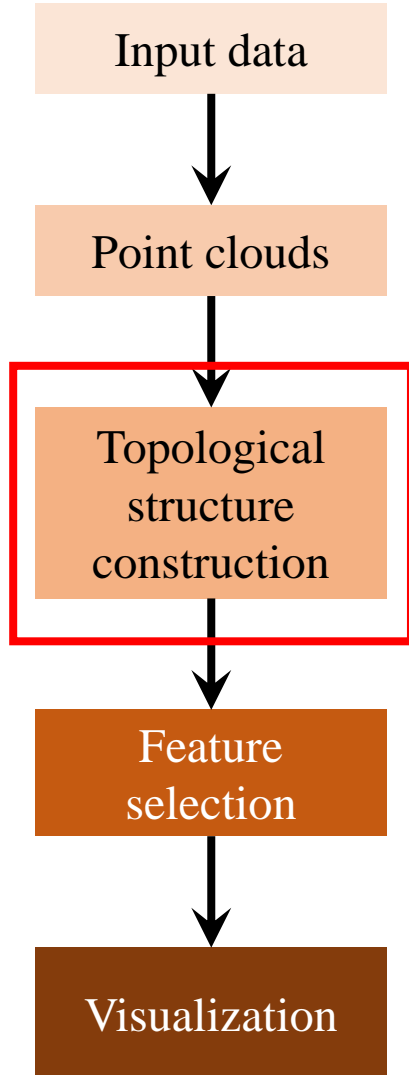 Input data
Point clouds
Topological
structure
construction
Feature
selection
Visualization